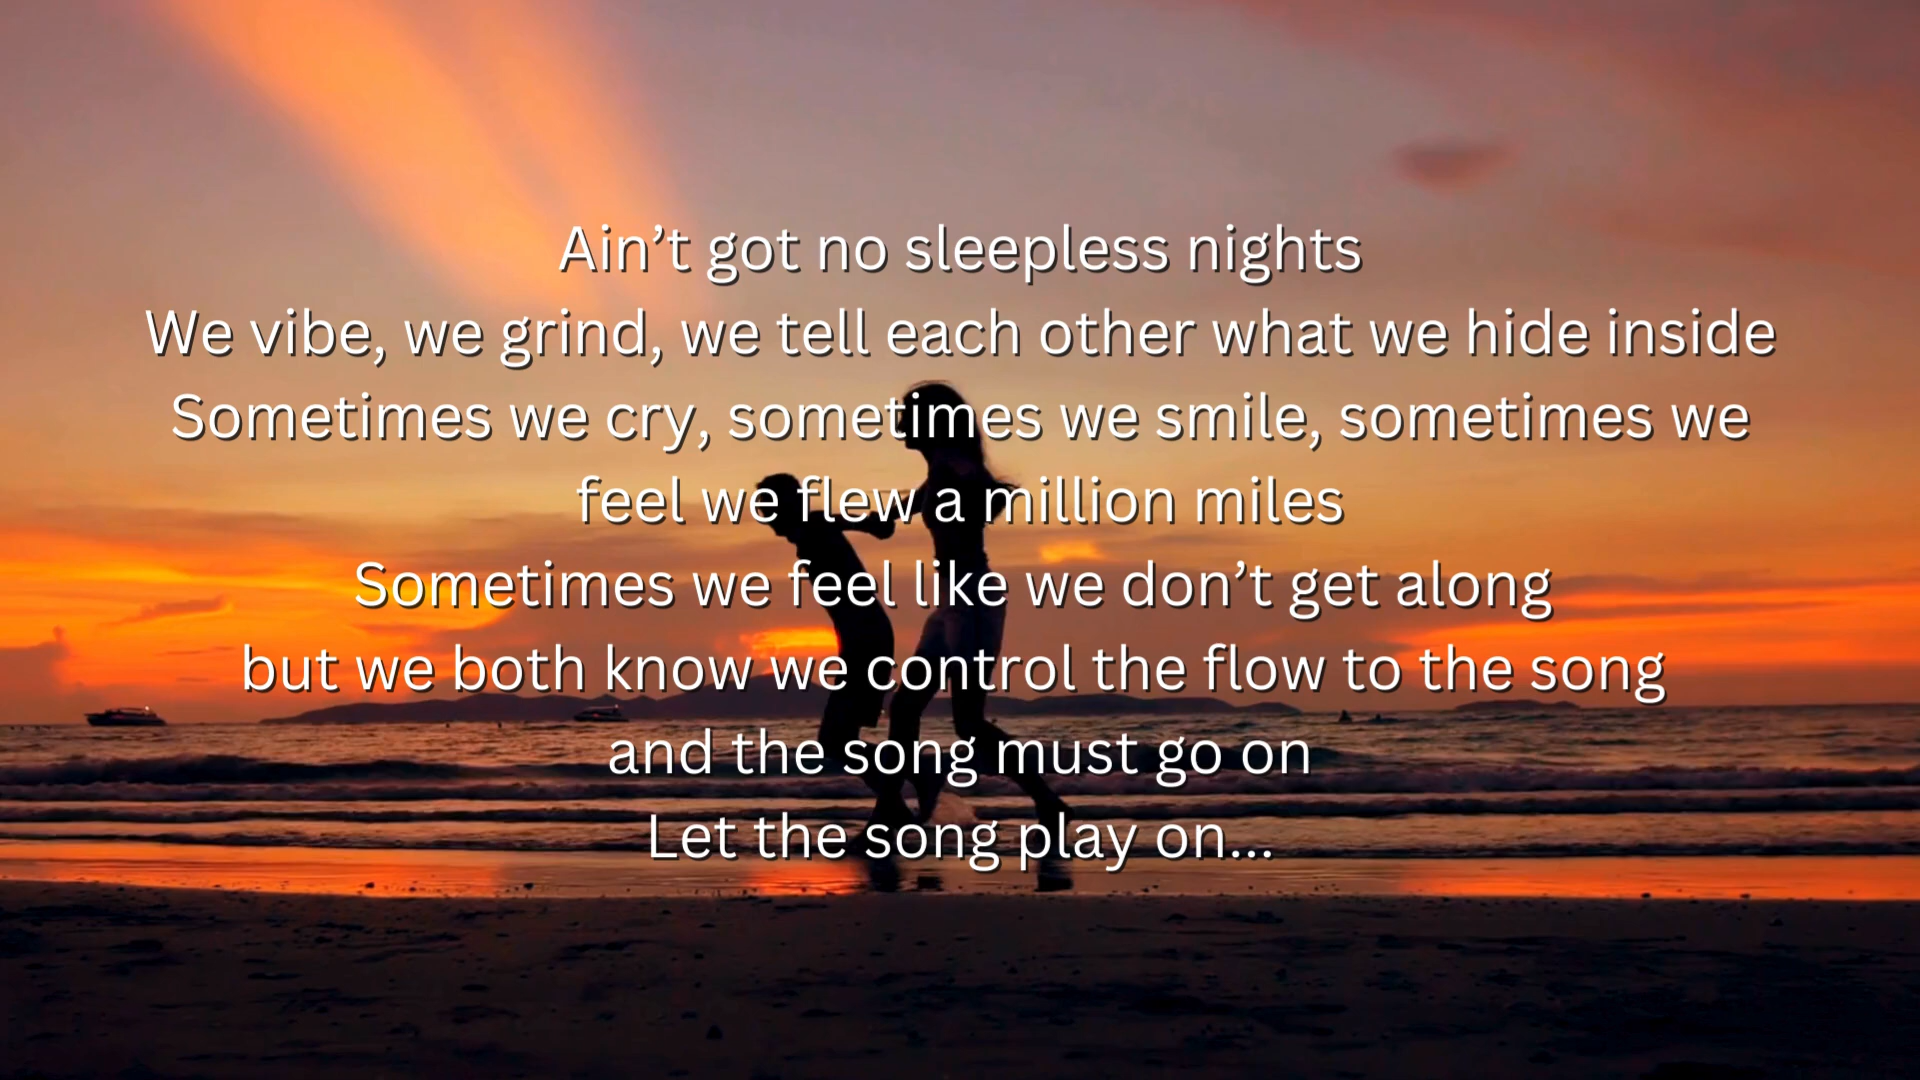 Ain’t got no sleepless nights
We vibe, we grind, we tell each other what we hide inside
Sometimes we cry, sometimes we smile, sometimes we
feel we flew a million miles
Sometimes we feel like we don’t get along
but we both know we control the flow to the song
and the song must go on
Let the song play on...